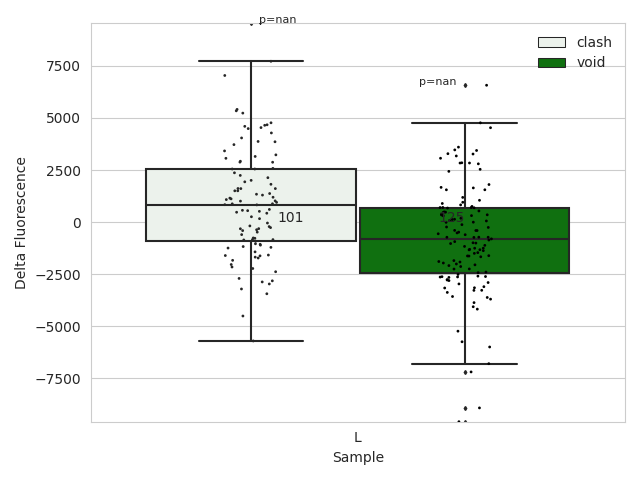 p=nan
clash
void
7500
p=nan
5000
2500
101
0
−2500
−5000
−7500
Delta Fluorescence
L
Sample